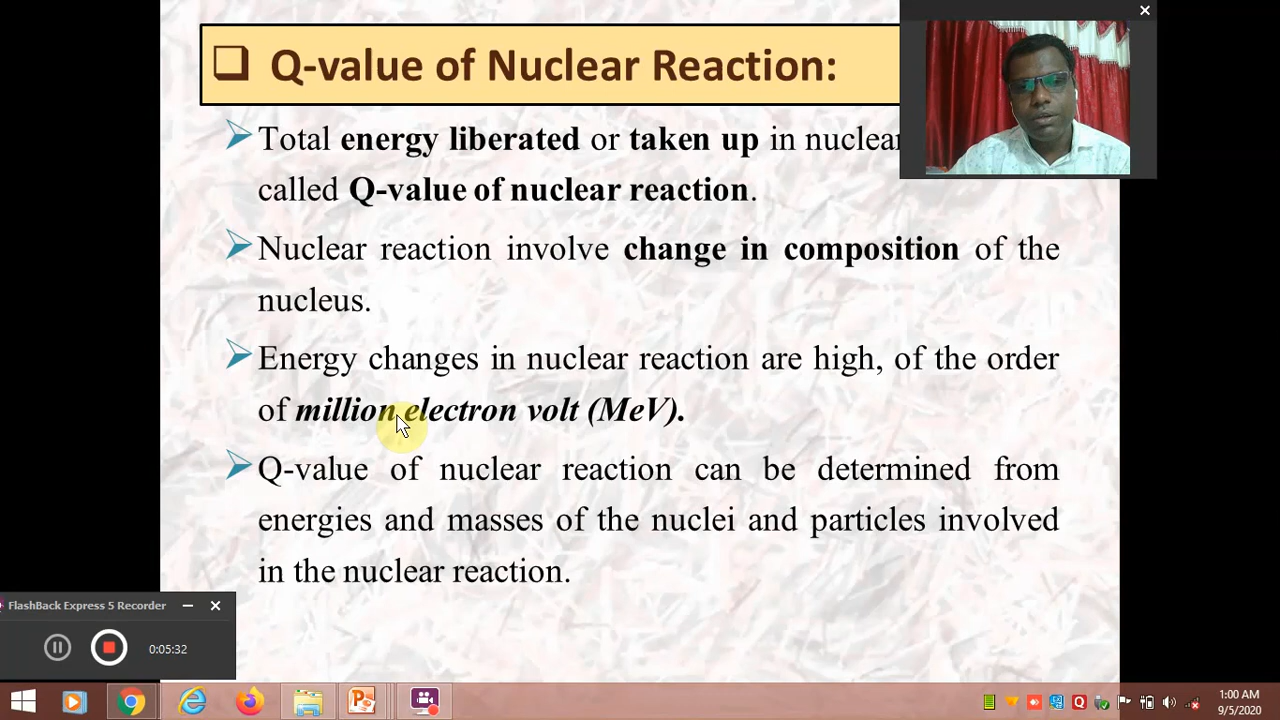 Q-value of Nuclear Reaction:
Total energy liberated or taken up in nuclear
called Q-value of nuclear reaction.
Nuclear reaction involve change in composition of the
nucleus.
Energy changes in nuclear reaction are high, of the order
of million electron volt (MeV).
Q-value of nuclear reaction can be determined from
energies and masses of the nuclei and particles involved
in the nuclear reaction.
FlashBack Express 5 Recorder
0:05:32
1:00 AM
9/5/2020